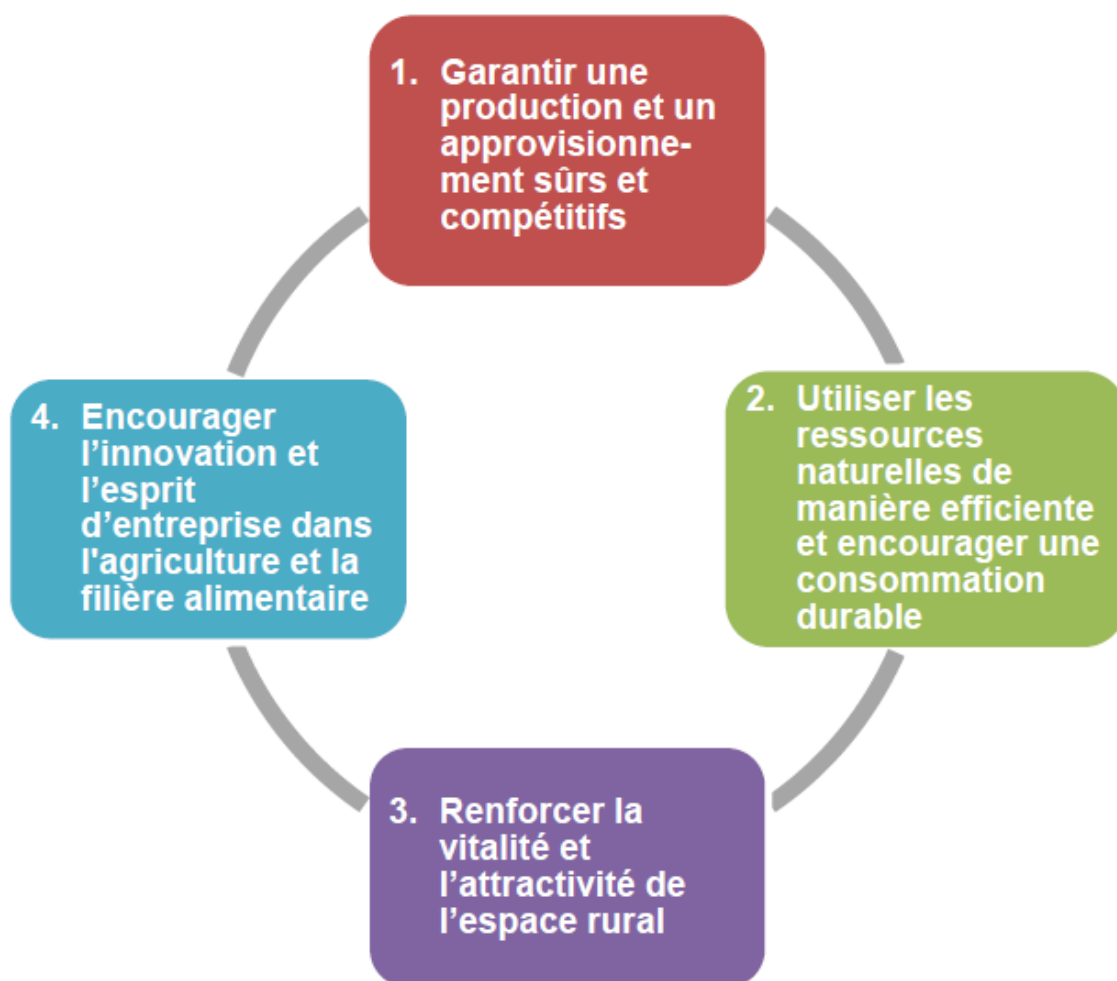 1. Garantir une
production et un
approvisionne-
ment sûrs et
compétitifs
2. Utiliser les
ressources
naturelles de
manière efficiente
et encourager une
consommation
durable
3. Renforcer la
vitalité et
l’attractivité de
l’espace rural
4. Encourager
l’innovation et
l’esprit
d’entreprise dans
l'agriculture et la
filière alimentaire